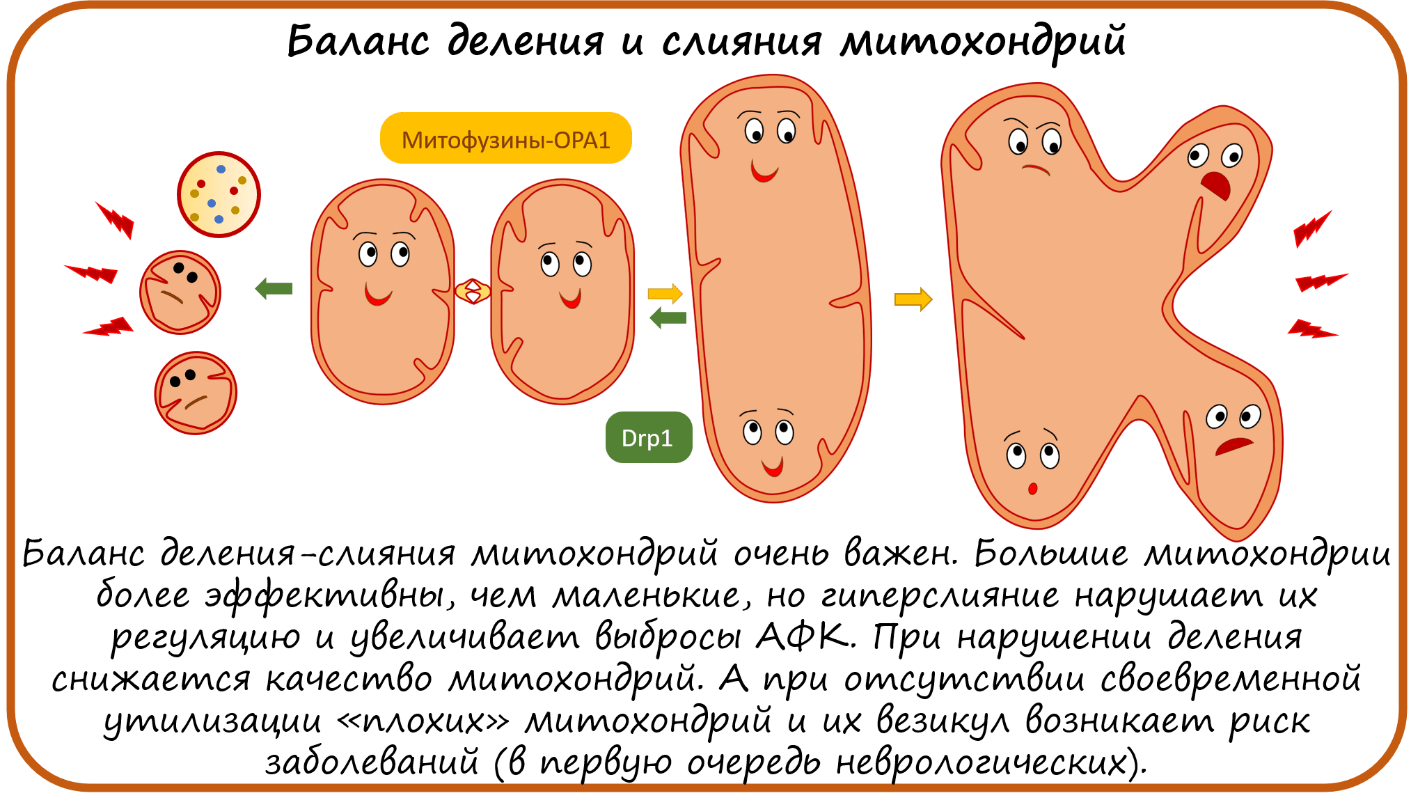 Баланс деления и слияния митохондрий
Митофузины-OPA1
Drp1
Баланс деления-слияния митохондрий очень важен. Большие митохондрии
более эффективны, чем маленькие, но гиперслияние нарушает их
регуляцию и увеличивает выбросы АФК. При нарушении деления
снижается качество митохондрий. А при отсутствии своевременной
утилизации «плохих» митохондрий и их везикул возникает риск
заболеваний (в первую очередь неврологических).